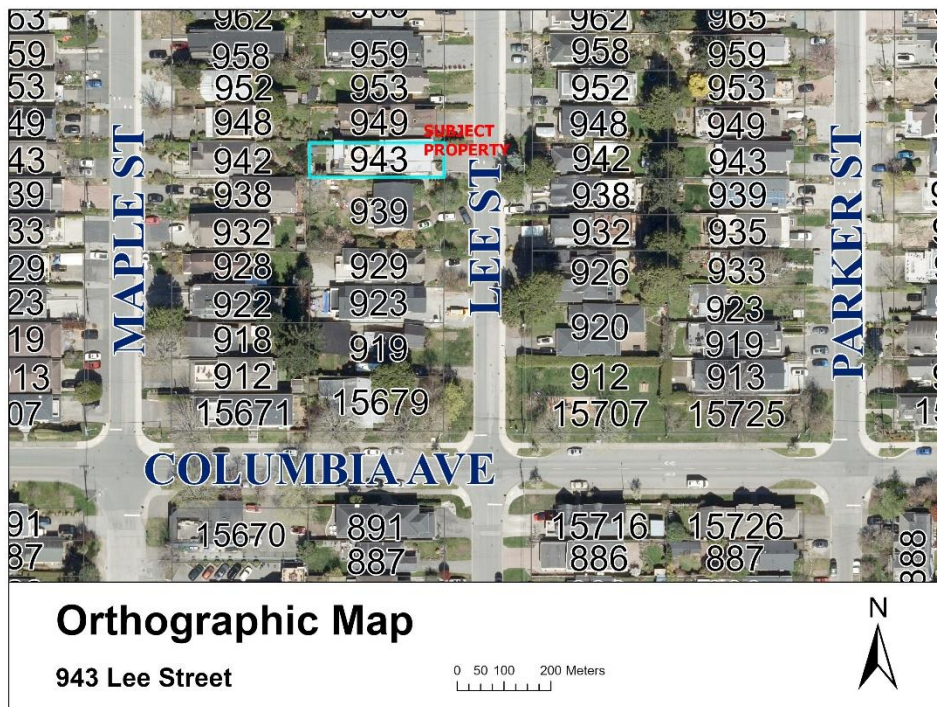 63 962 962 965
59 958 959 958 959
53 952 953 952 953
49 948 949 948 949
SUBJECT
PROPERTY
43 942 943 942 943
39 938 939 938 939
33 932 932 935
29 928 929 926 933
23 922 923 920 923
19 918 919 919
13 912 912 913
07 15671 15679 15707 15725
MAPLE ST
LEE ST
PARKER ST
COLUMBIA AVE
91 15670 891 15716 15726
87 887 886 887 888
Orthographic Map
943 Lee Street
0 50 100 200 Meters
N